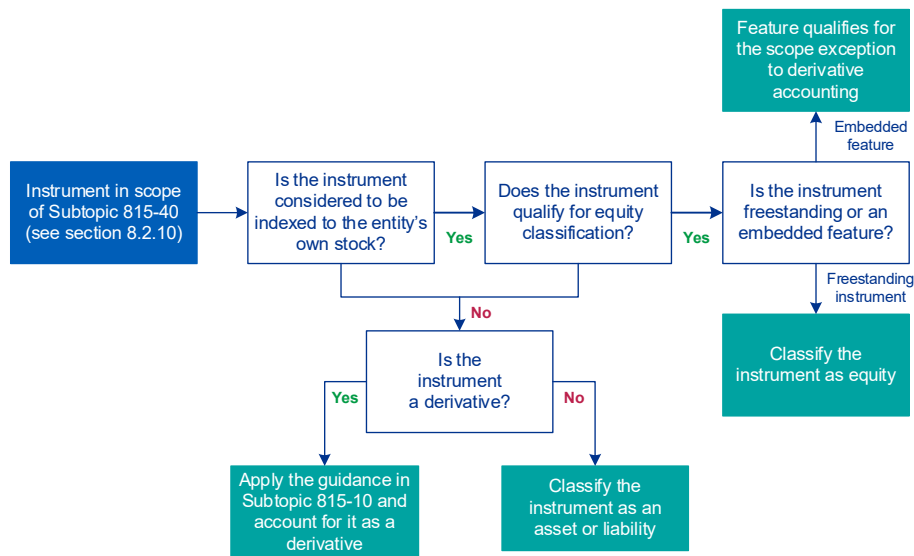 Feature qualifies for
the scope exception
to derivative
accounting
Embedded
feature
Instrument in scope
of Subtopic 815-40
(see section 8.2.10)
Is the instrument
considered to be
indexed to the entity’s
own stock?
Yes
Does the instrument
qualify for equity
classification?
Yes
Is the instrument
freestanding or an
embedded feature?
Freestanding
instrument
No
Classify the
instrument as equity
Is the
instrument
a derivative?
Yes
No
Apply the guidance in
Subtopic 815-10 and
account for it as a
derivative
Classify the
instrument as an
asset or liability